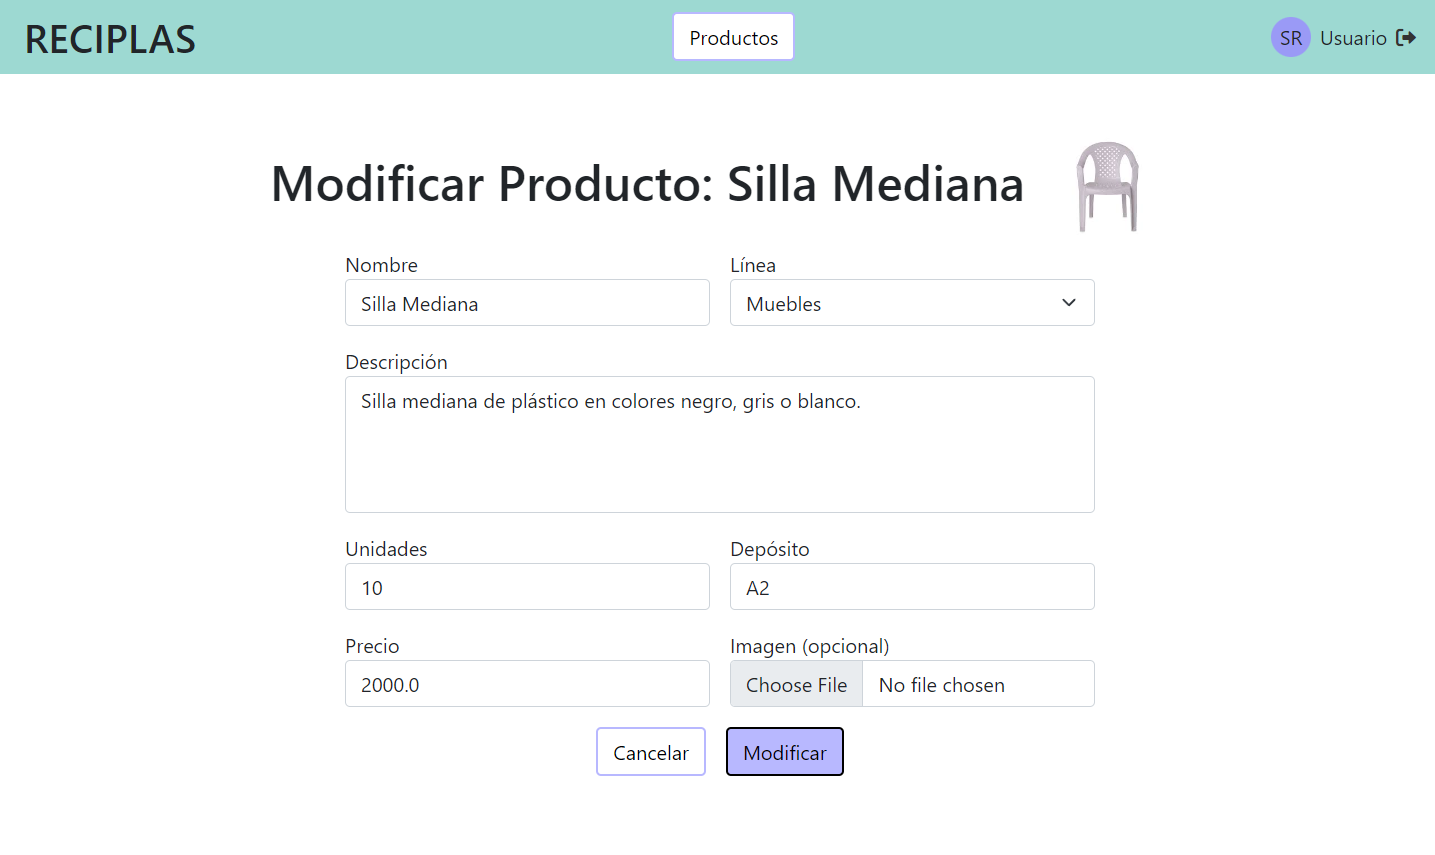 RECIPLAS
Productos
SR Usuario
Modificar Producto: Silla Mediana
Nombre
Línea
Silla Mediana
Muebles
Descripción
Silla mediana de plástico en colores negro, gris o blanco.
Unidades
Depósito
10
A2
Precio
Imagen (opcional)
2000.0
Choose File No file chosen
Cancelar
Modificar